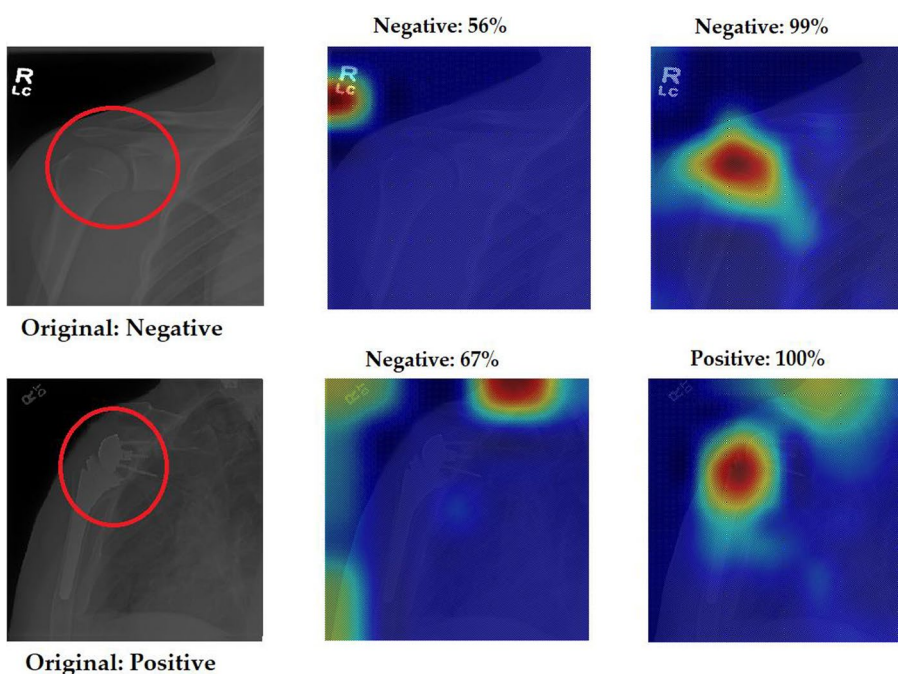 Negative: 56%
Negative: 99%
R
LC
R
LC
R
LC
Original: Negative
Negative: 67%
Positive: 100%
R
R
R
Original: Positive